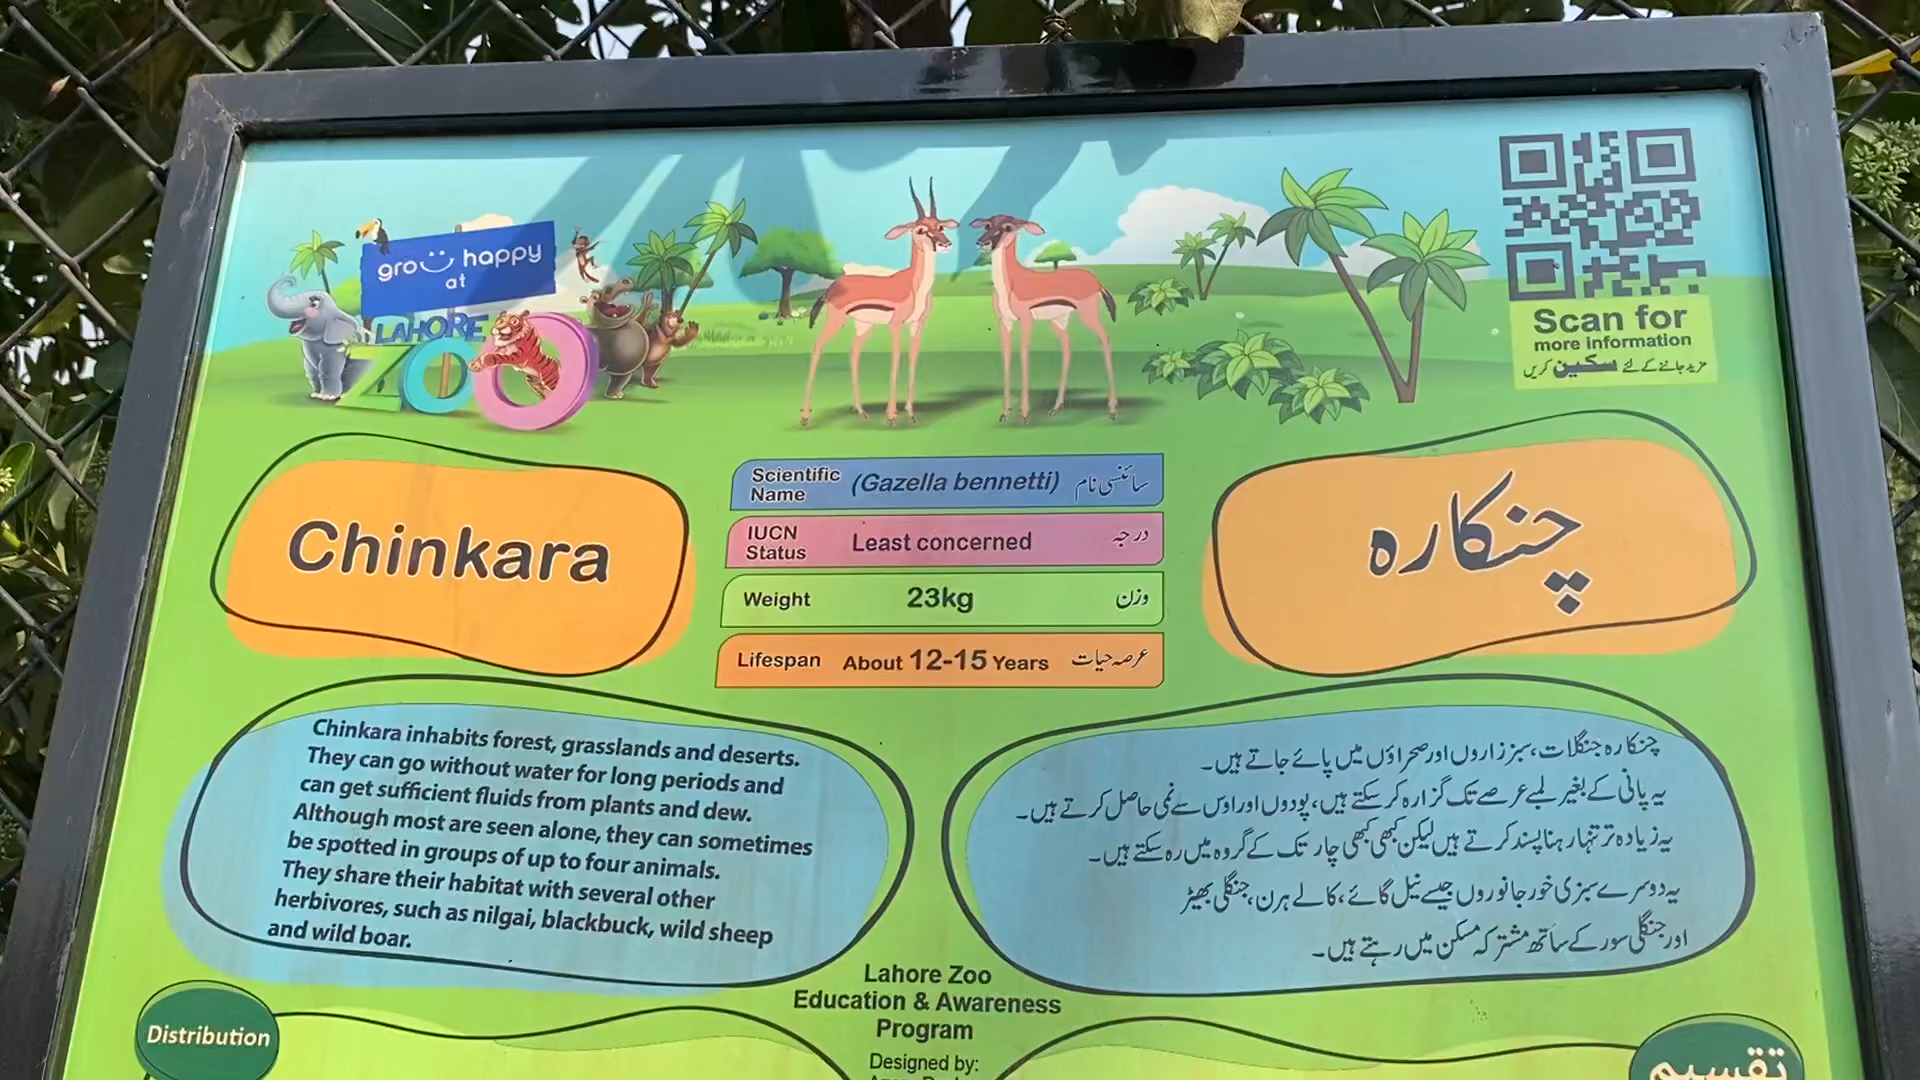 grow happy
at
LAHORE
ZOO
Scan for
more information
مزید جاننے کے لئے سکین کریں
Chinkara
Scientific Name (Gazella bennetti) سائنسی نام
IUCN Status Least concerned درجہ
Weight 23kg وزن
Lifespan About 12-15 Years عرصہ حیات
چنکارہ
Chinkara inhabits forest, grasslands and deserts.
They can go without water for long periods and
can get sufficient fluids from plants and dew.
Although most are seen alone, they can sometimes
be spotted in groups of up to four animals.
They share their habitat with several other
herbivores, such as nilgai, blackbuck, wild sheep
and wild boar.
چنکارہ جنگلات، سبزرزاروں اور صحراؤں میں پائے جاتے ہیں۔
یہ پانی کے بغیر لمبے عرصے تک گزارہ کر سکتے ہیں، پودوں اور اوس سے نمی حاصل کرتے ہیں۔
یہ زیادہ تر تنہا رہنا پسند کرتے ہیں لیکن کبھی کبھی چار تک کے گروہ میں رہ سکتے ہیں۔
یہ دوسرے سبزی خور جانوروں جیسے نیل گائے، کالے ہرن، جنگلی بھیڑ
اور جنگلی سور کے ساتھ مشترکہ مسکن میں رہتے ہیں۔
Lahore Zoo
Education & Awareness
Program
Designed by:
Distribution
تقسیم